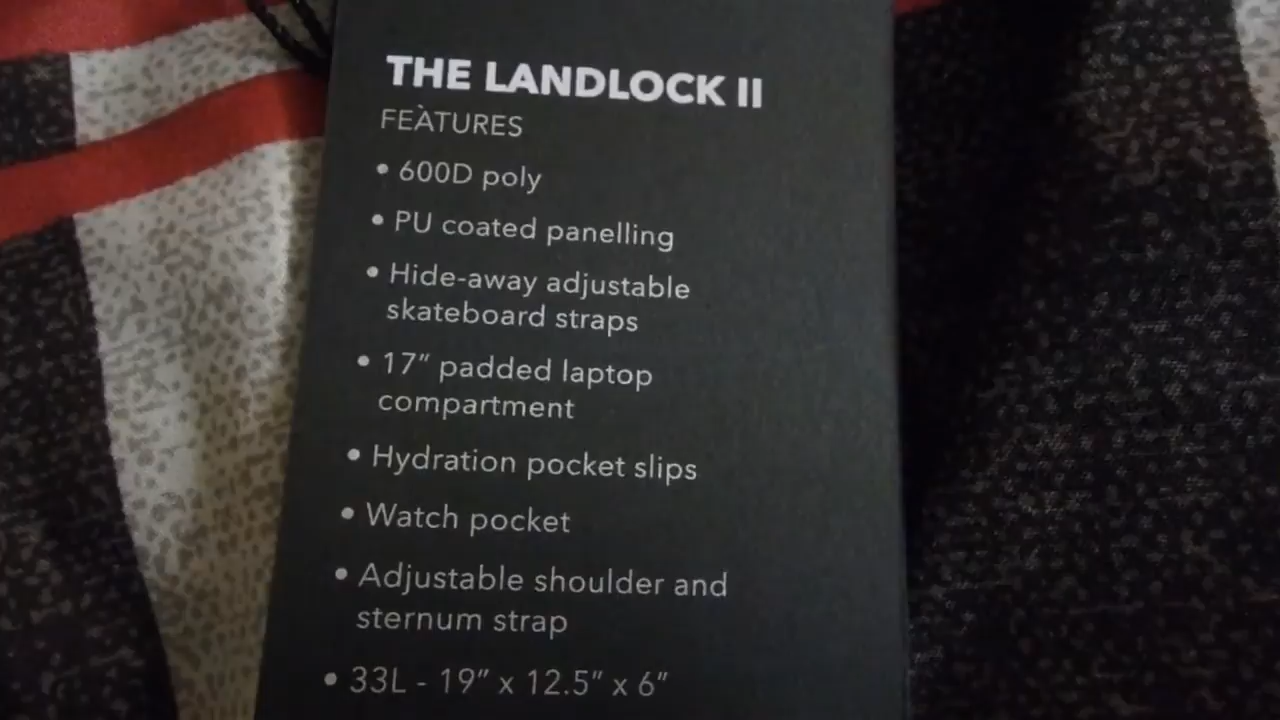 THE LANDLOCK II
FEATURES
• 600D poly
• PU coated panelling
• Hide-away adjustable
skateboard straps
• 17" padded laptop
compartment
• Hydration pocket slips
• Watch pocket
• Adjustable shoulder and
sternum strap
• 33L - 19" x 12.5" x 6"